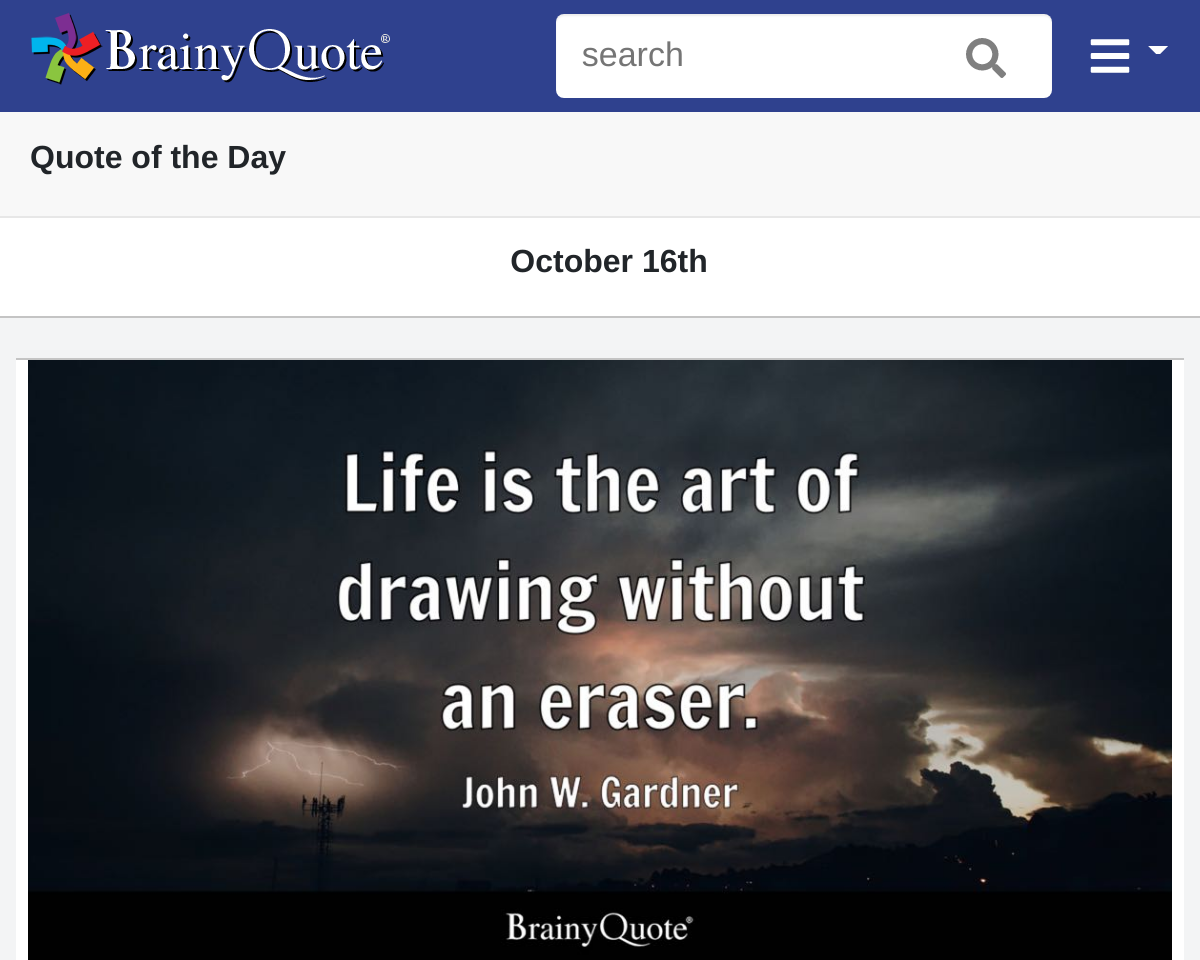 BrainyQuote®
search
Quote of the Day
October 16th
Life is the art of
drawing without
an eraser.
John W. Gardner
BrainyQuote®